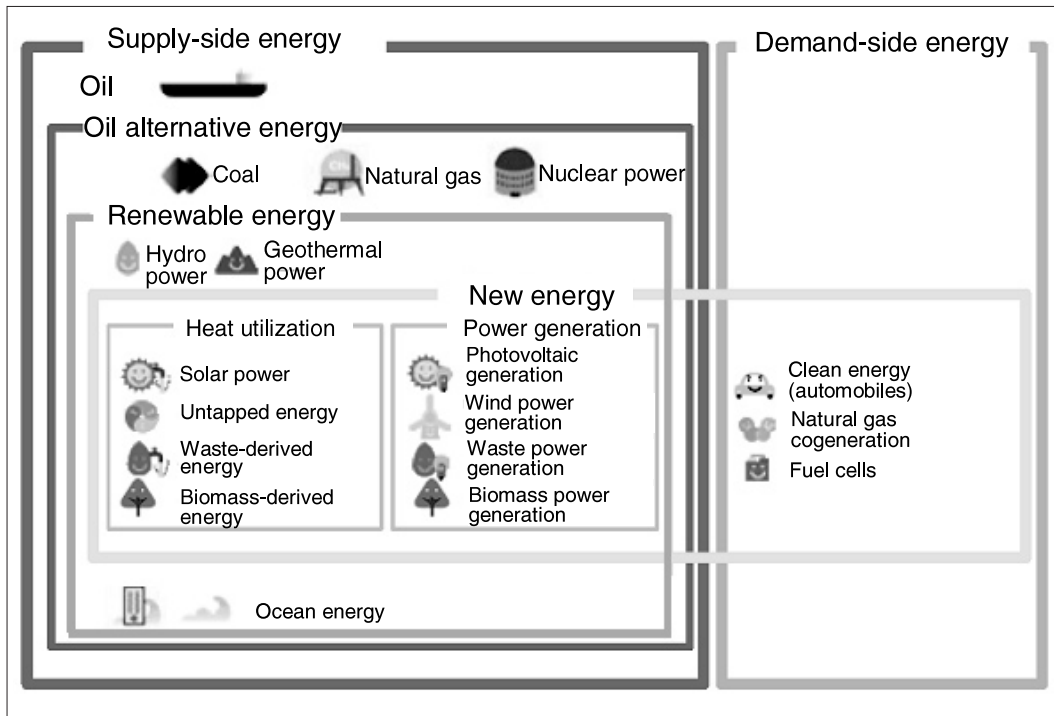 Supply-side energy
Demand-side energy
Oil
Oil alternative energy
Coal
Natural gas
Nuclear power
Renewable energy
Hydro
power
Geothermal
power
New energy
Heat utilization
Solar power
Untapped energy
Waste-derived
energy
Biomass-derived
energy
Power generation
Photovoltaic
generation
Wind power
generation
Waste power
generation
Biomass power
generation
Clean energy
(automobiles)
Natural gas
cogeneration
Fuel cells
Ocean energy